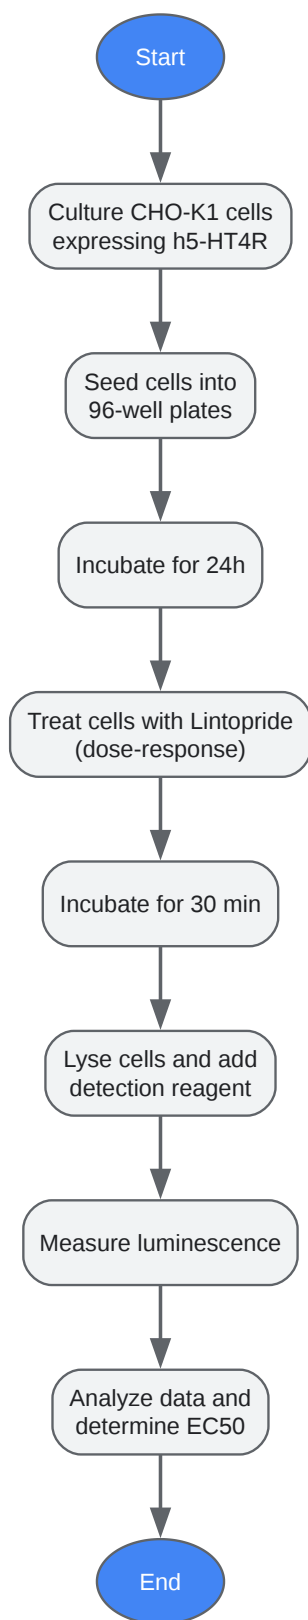 Start
Culture CHO-K1 cells
expressing h5-HT4R
Seed cells into
96-well plates
Incubate for 24h
Treat cells with Lintopride
(dose-response)
Incubate for 30 min
Lyse cells and add
detection reagent
Measure luminescence
Analyze data and
determine EC50
End